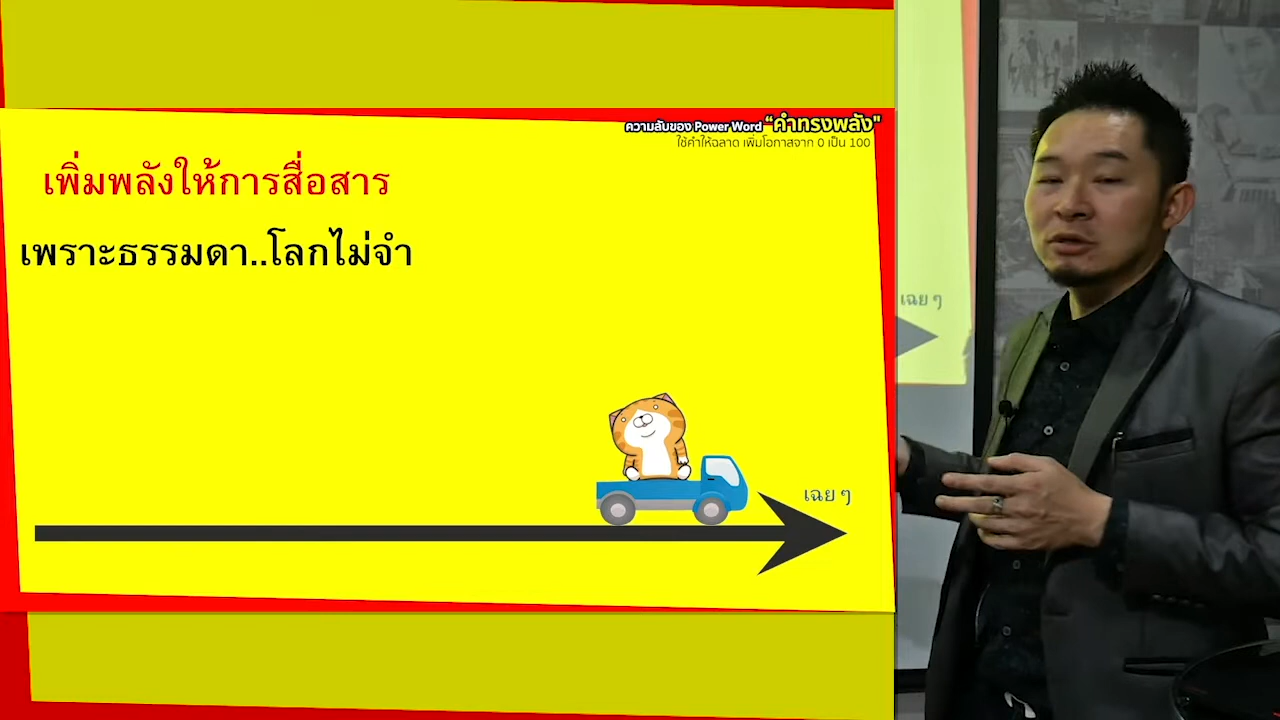 ความลับของ Power Word “คำทรงพลัง"
ใช้คำให้ฉลาด เพิ่มโอกาสจาก 0 เป็น 100
เพิ่มพลังให้การสื่อสาร
เพราะธรรมดา..โลกไม่จำ
เฉย ๆ
เฉย ๆ